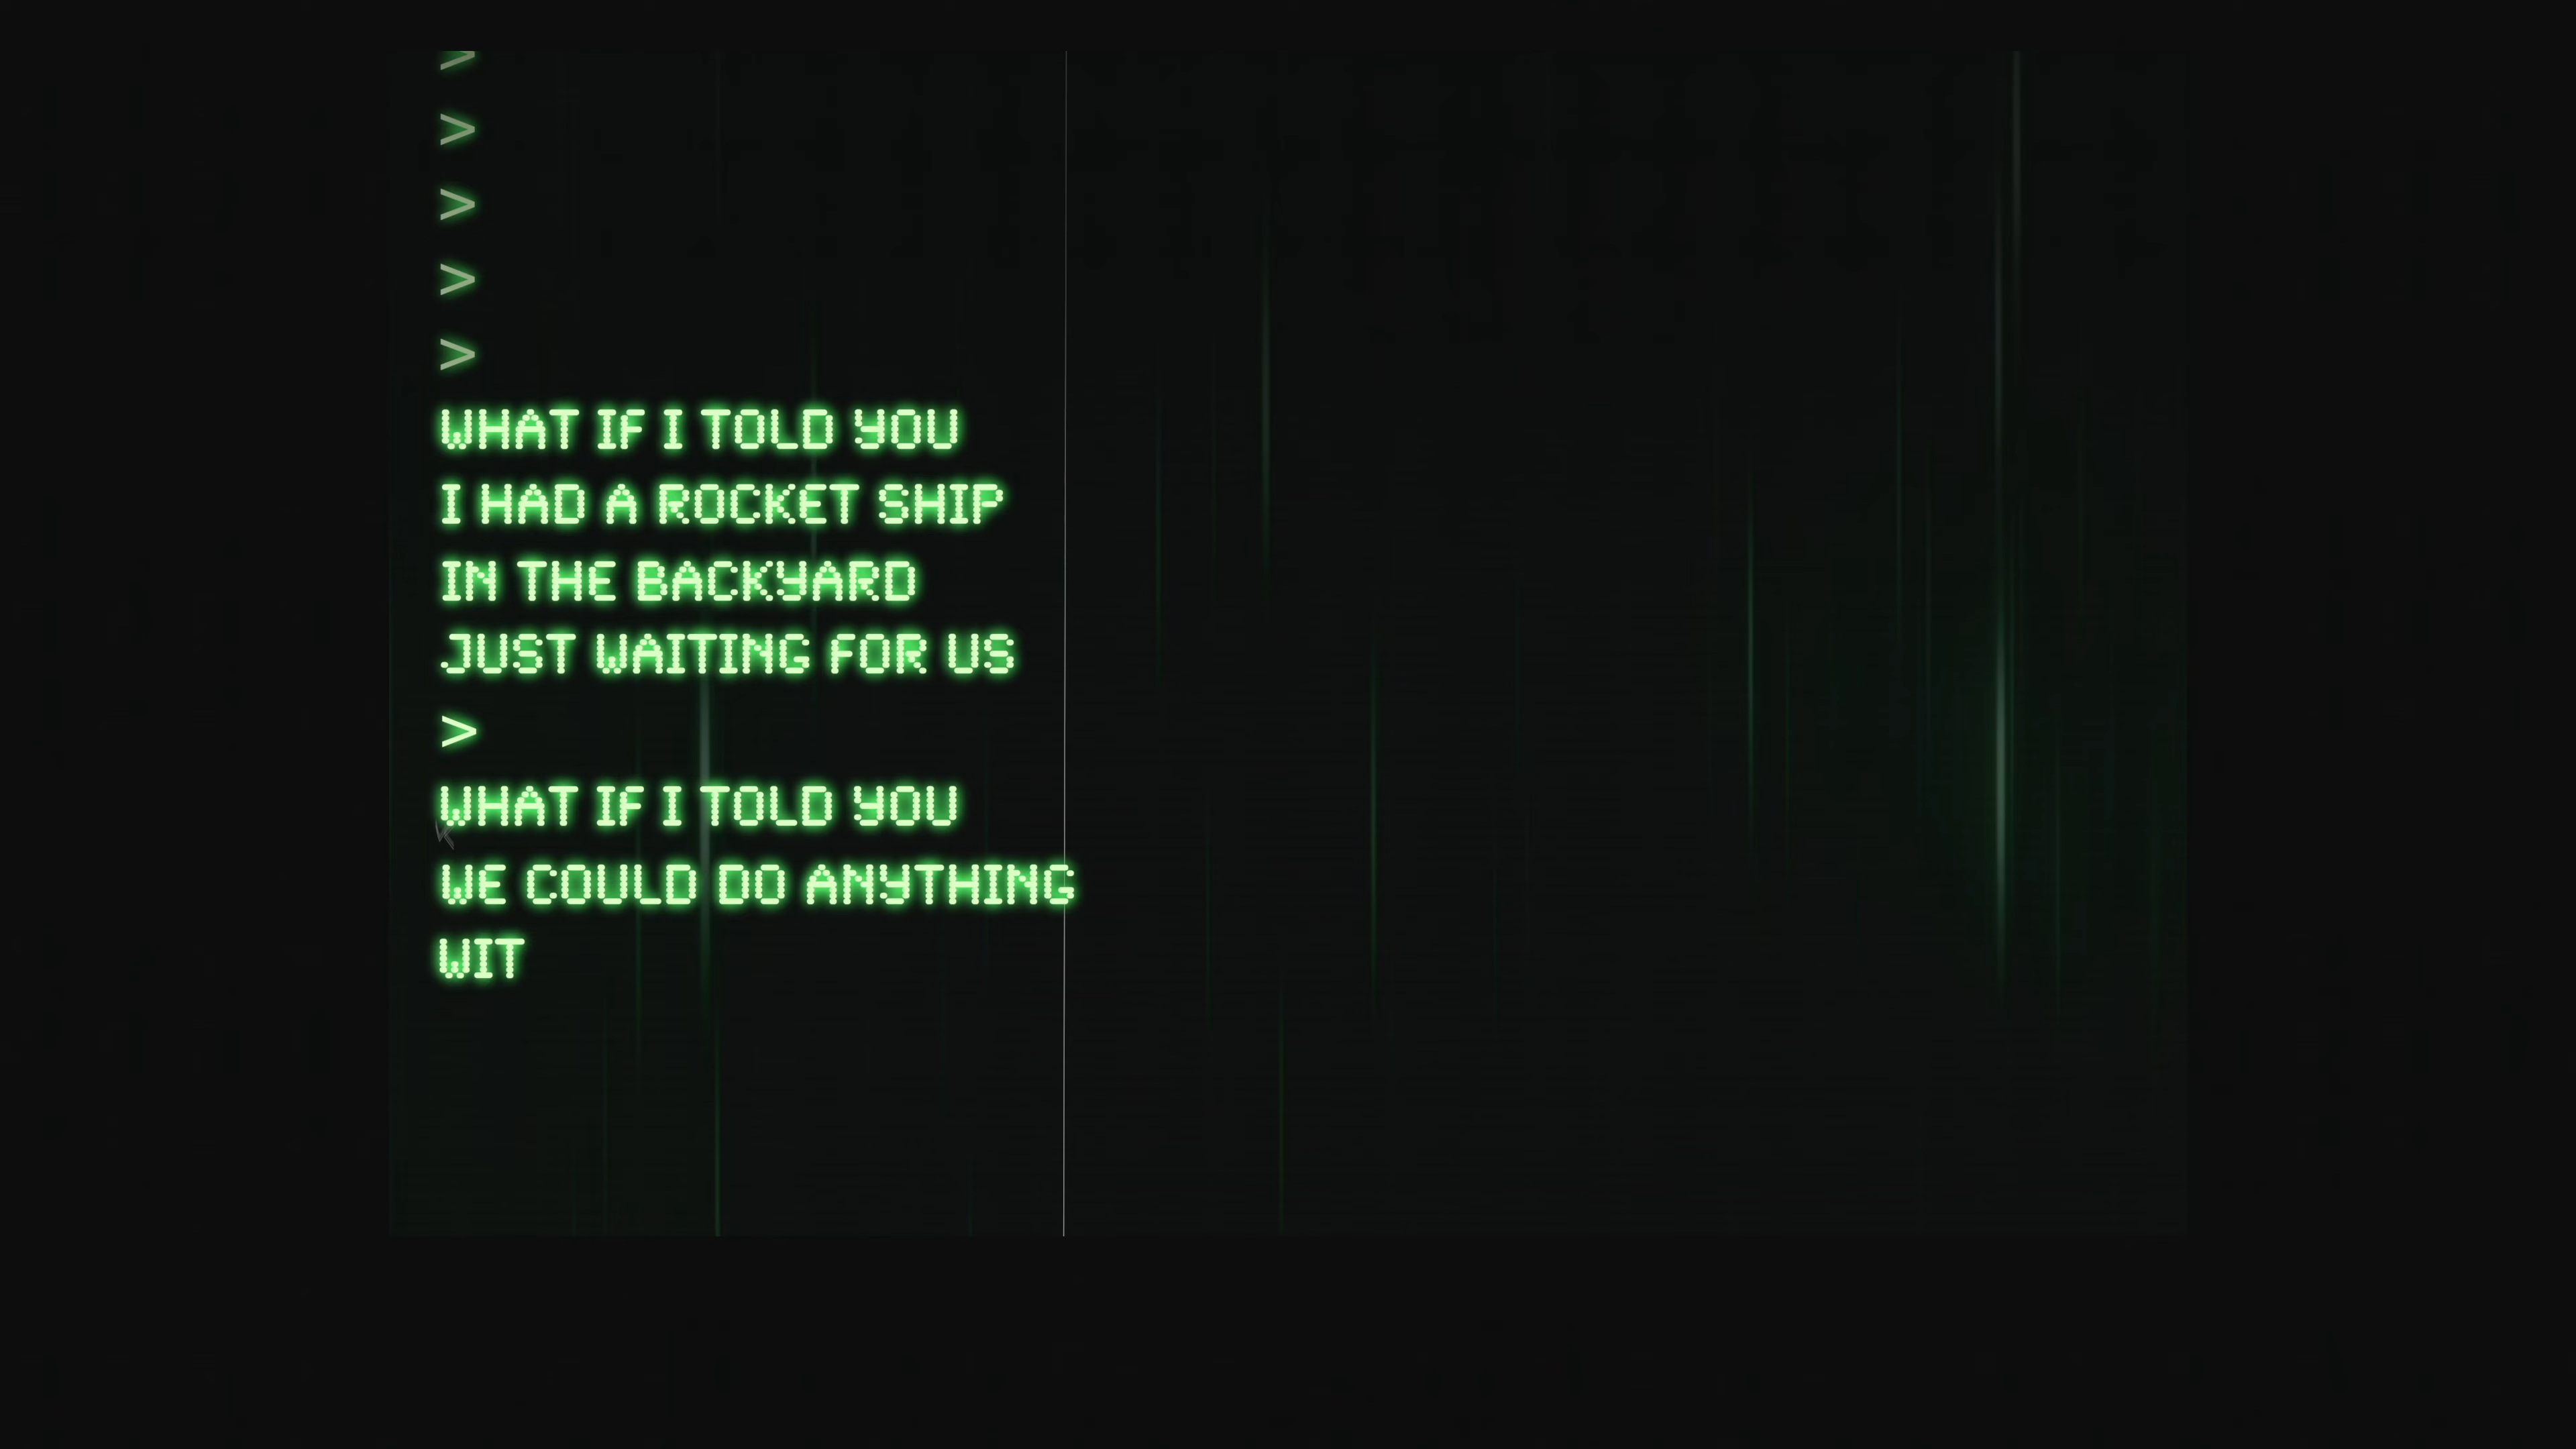 >
>
>
>
>
WHAT IF I TOLD YOU
I HAD A ROCKET SHIP
IN THE BACKYARD
JUST WAITING FOR US
>
WHAT IF I TOLD YOU
WE COULD DO ANYTHING
WIT